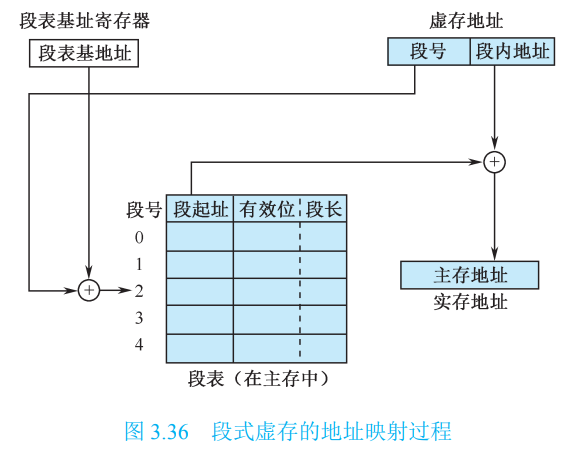 段表基址寄存器
虚存地址
段表基地址
段号 段内地址
+
段号 段起址 有效位 段长
0
1
+ 2
3
4
主存地址
实存地址
段表（在主存中）
图 3.36 段式虚存的地址映射过程